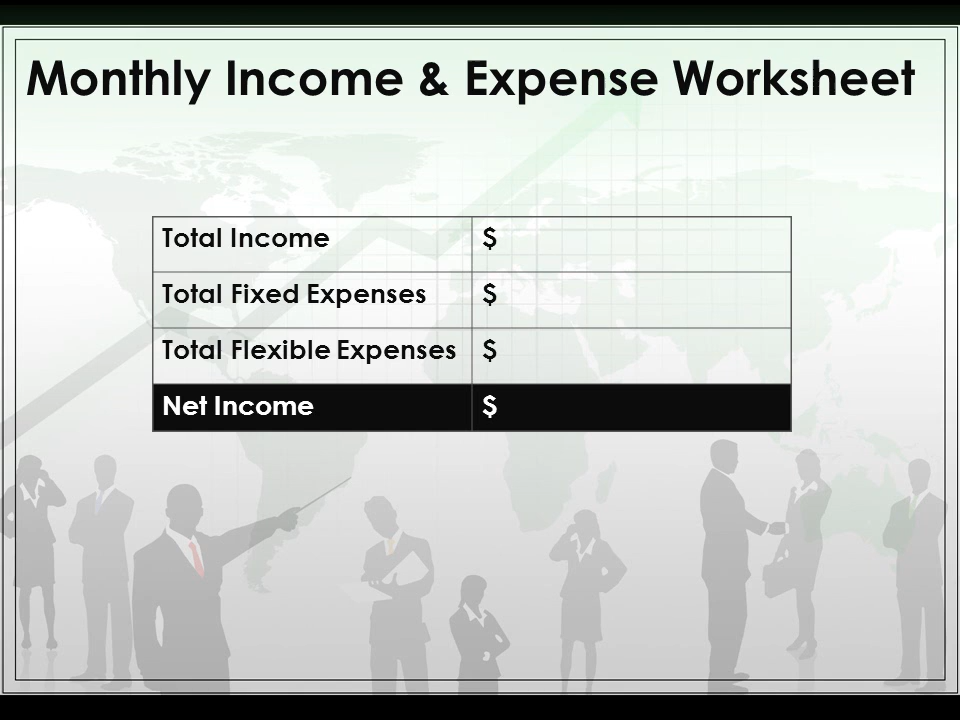 Monthly Income & Expense Worksheet
Total Income $
Total Fixed Expenses $
Total Flexible Expenses $
Net Income $